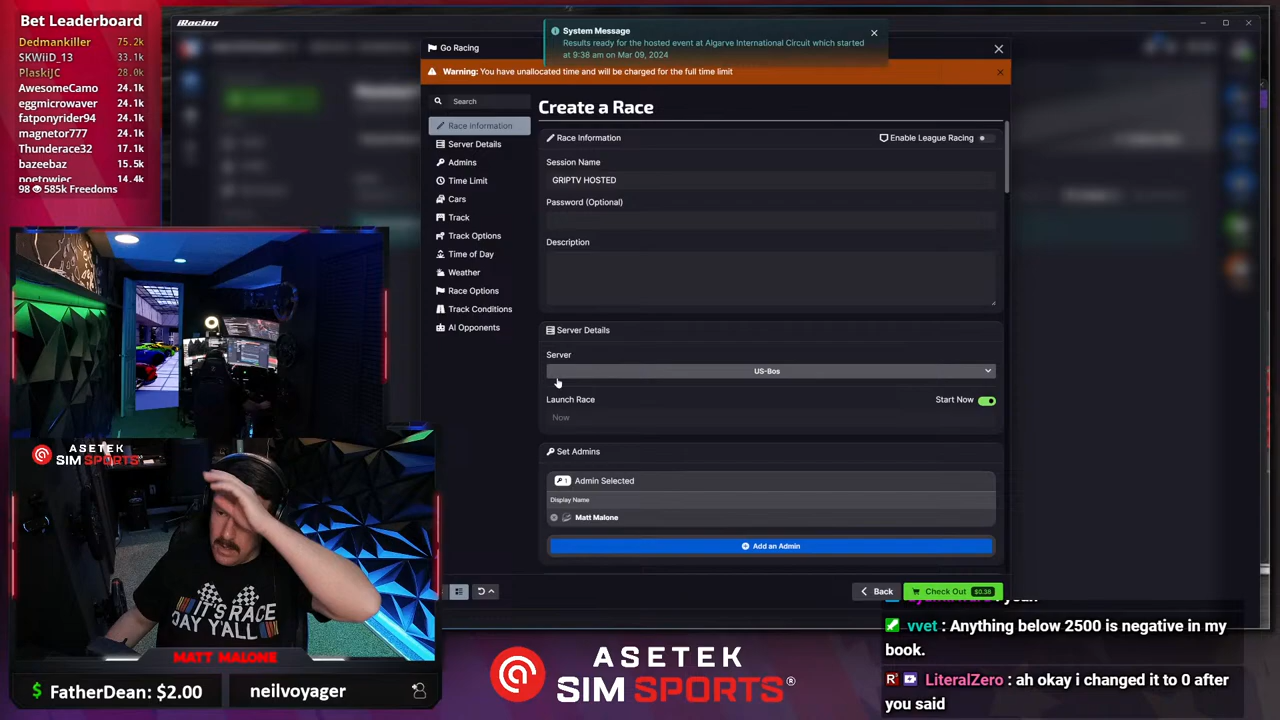 Bet Leaderboard
Dedmankiller 75.2k
SKWiiD_13 33.1k
PlaskiJC 28.0k
AwesomeCamo 24.1k
eggmicrowaver 24.1k
fatponyrider94 24.1k
magnetor777 24.1k
Thunderace32 17.1k
bazeebaz 15.5k
poetowiec 14.4k
98 585k Freedoms
iRacing
Go Racing
System Message
Results ready for the hosted event at Algarve International Circuit which started
at 9:38 am on Mar 09, 2024
Warning: You have unallocated time and will be charged for the full time limit
Search
Race Information
Server Details
Admins
Time Limit
Cars
Track
Track Options
Time of Day
Weather
Race Options
Track Conditions
AI Opponents
Create a Race
Race Information
Enable League Racing
Session Name
GRIPTV HOSTED
Password (Optional)
Description
Server Details
Server
US-Bos
Launch Race
Start Now
Now
Set Admins
1 Admin Selected
Display Name
Matt Malone
Add an Admin
Back
Check Out $0.38
ASETEK
SIM SPORTS
IT'S RACE
DAY Y'ALL
MATT MALONE
$ FatherDean: $2.00
neilvoyager
ASETEK
SIM SPORTS®
vvet : Anything below 2500 is negative in my
book.
LiteralZero : ah okay i changed it to 0 after
you said